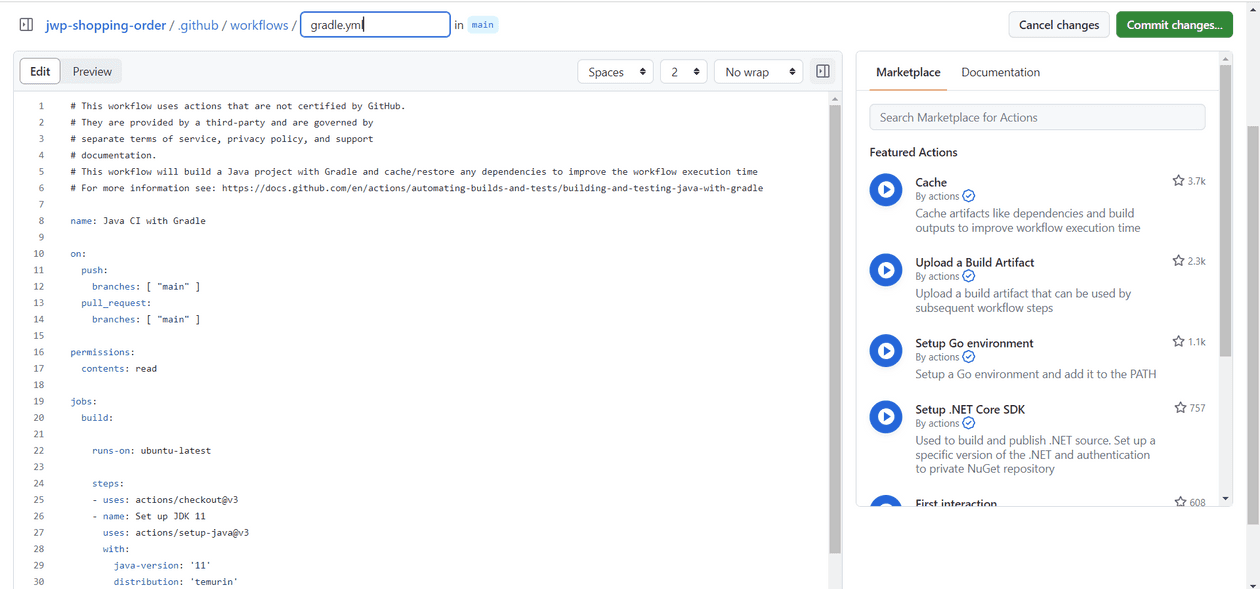 jwp-shopping-order / .github / workflows / gradle.yml in main
Cancel changes
Commit changes...
Edit
Preview
Spaces
2
No wrap
1 # This workflow uses actions that are not certified by GitHub.
2 # They are provided by a third-party and are governed by
3 # separate terms of service, privacy policy, and support
4 # documentation.
5 # This workflow will build a Java project with Gradle and cache/restore any dependencies to improve the workflow execution time
6 # For more information see: https://docs.github.com/en/actions/automating-builds-and-tests/building-and-testing-java-with-gradle
7
8 name: Java CI with Gradle
9
10 on:
11 push:
12 branches: [ "main" ]
13 pull_request:
14 branches: [ "main" ]
15
16 permissions:
17 contents: read
18
19 jobs:
20 build:
21
22 runs-on: ubuntu-latest
23
24 steps:
25 - uses: actions/checkout@v3
26 - name: Set up JDK 11
27 uses: actions/setup-java@v3
28 with:
29 java-version: '11'
30 distribution: 'temurin'
Marketplace
Documentation
Search Marketplace for Actions
Featured Actions
Cache
3.7k
By actions
Cache artifacts like dependencies and build
outputs to improve workflow execution time
Upload a Build Artifact
2.3k
By actions
Upload a build artifact that can be used by
subsequent workflow steps
Setup Go environment
1.1k
By actions
Setup a Go environment and add it to the PATH
Setup .NET Core SDK
757
By actions
Used to build and publish .NET source. Set up a
specific version of the .NET and authentication
to private NuGet repository
First interaction
608